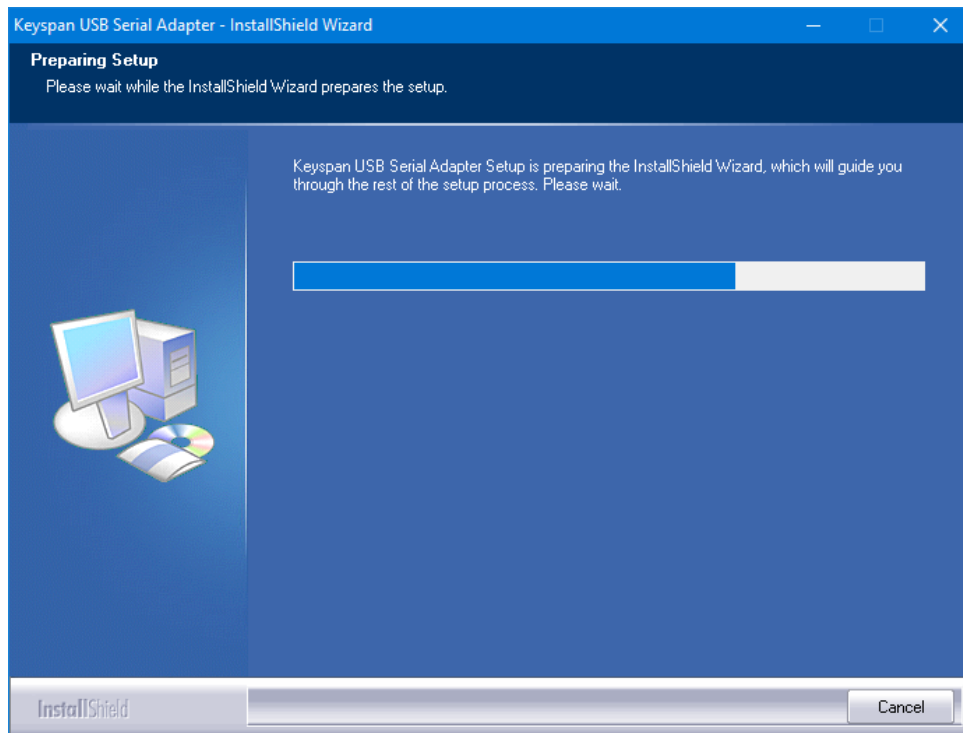 Keyspan USB Serial Adapter - InstallShield Wizard
Preparing Setup
Please wait while the InstallShield Wizard prepares the setup.
Keyspan USB Serial Adapter Setup is preparing the InstallShield Wizard, which will guide you
through the rest of the setup process. Please wait.
InstallShield
Cancel